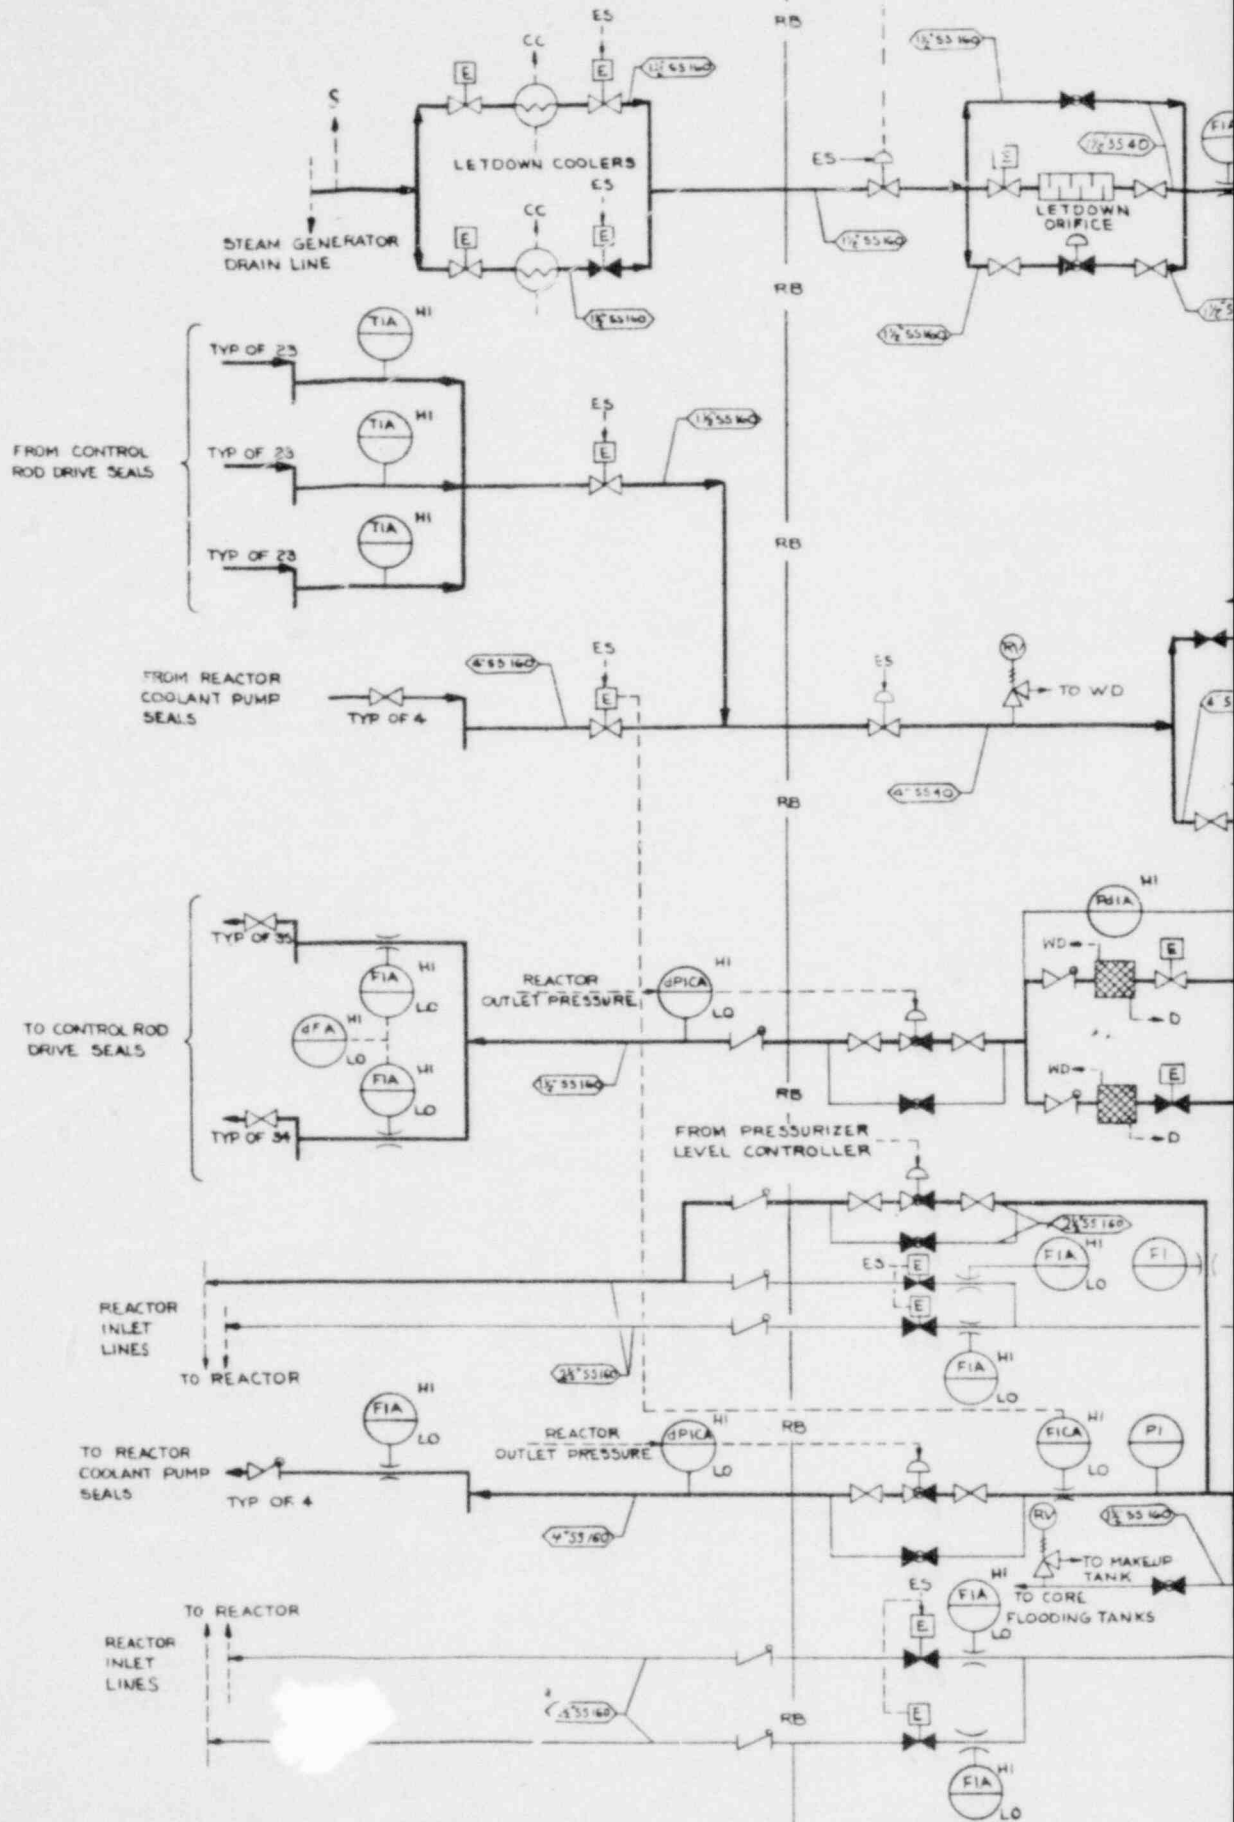 RB
ES
CC
E
E
1½" SS 160
1½" SS 160
S
LETDOWN COOLERS
ES
1½" SS 40
FIA
ES
E
CC
LETDOWN
ORIFICE
STEAM GENERATOR
DRAIN LINE
E
E
1½" SS 160
1½" SS 160
RB
1½" SS 160
TIA
HI
TYP OF 23
ES
1½" SS 160
E
TIA
HI
FROM CONTROL
ROD DRIVE SEALS
TYP OF 23
TIA
HI
TYP OF 23
RB
FROM REACTOR
COOLANT PUMP
SEALS
4" SS 160
ES
E
ES
RV
TO WD
TYP OF 4
4" SS 40
RB
HI
PdIA
TYP OF 35
WD
E
FIA
HI
LO
REACTOR
OUTLET PRESSURE
dPICA
HI
LO
D
TO CONTROL ROD
DRIVE SEALS
dFA
HI
LO
FIA
HI
LO
1½" SS 160
WD
E
RB
TYP OF 34
FROM PRESSURIZER
LEVEL CONTROLLER
D
2½" SS 160
ES
E
FIA
HI
LO
FI
E
REACTOR
INLET
LINES
TO REACTOR
2½" SS 160
FIA
HI
LO
FIA
HI
LO
REACTOR
OUTLET PRESSURE
dPICA
HI
LO
RB
FICA
HI
LO
PI
TO REACTOR
COOLANT PUMP
SEALS
TYP OF 4
4" SS 160
RV
1½" SS 160
TO MAKEUP
TANK
TO CORE
FLOODING TANKS
ES
FIA
HI
LO
E
TO REACTOR
REACTOR
INLET
LINES
SS 160
RB
E
FIA
HI
LO